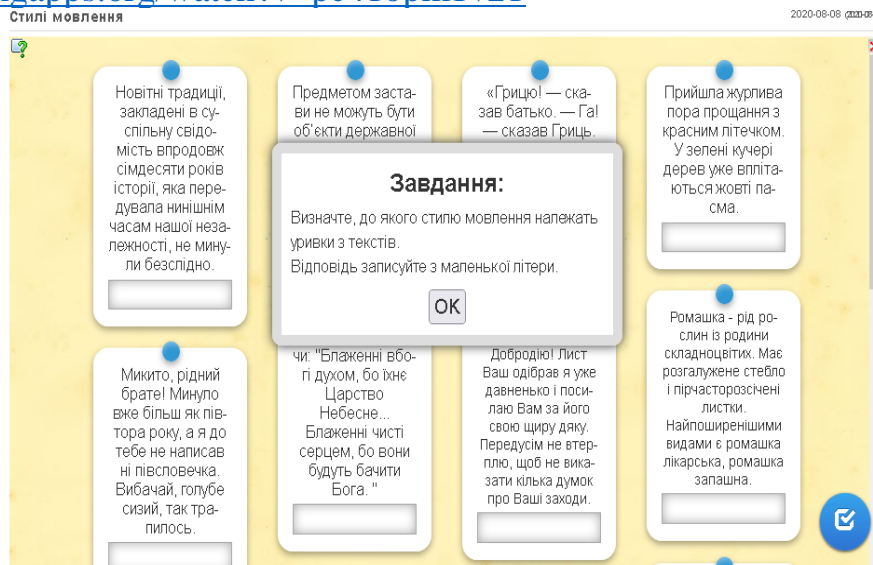 Стилі мовлення
2020-08-08
Новітні традиції,
закладені в су-
спільну свідо-
мість впродовж
сімдесяти років
історії, яка пере-
дувала нинішнім
часам нашої неза-
лежності, не мину-
ли безслідно.
Предметом заста-
ви не можуть бути
об'єкти державної
«Грицю! — ска-
зав батько. — Га!
— сказав Гриць.
Прийшла журлива
пора прощання з
красним літечком.
У зелені кучері
дерев уже впліта-
ються жовті па-
сма.
Завдання:
Визначте, до якого стилю мовлення належать
уривки з текстів.
Відповідь записуйте з маленької літери.
OK
Микито, рідний
брате! Минуло
вже більш як пів-
тора року, а я до
тебе не написав
ні півсловечка.
Вибачай, голубе
сизий, так тра-
пилось.
чи: "Блаженні вбо-
гі духом, бо їхнє
Царство
Небесне...
Блаженні чисті
серцем, бо вони
будуть бачити
Бога. "
Добродію! Лист
Ваш одібрав я уже
давненько і поси-
лаю Вам за його
свою щиру дяку.
Передусім не втер-
плю, щоб не вика-
зати кілька думок
про Ваші заходи.
Ромашка - рід ро-
слин із родини
складноцвітих. Має
розгалужене стебло
і пірчасторозсічені
листки.
Найпоширенішими
видами є ромашка
лікарська, ромашка
запашна.